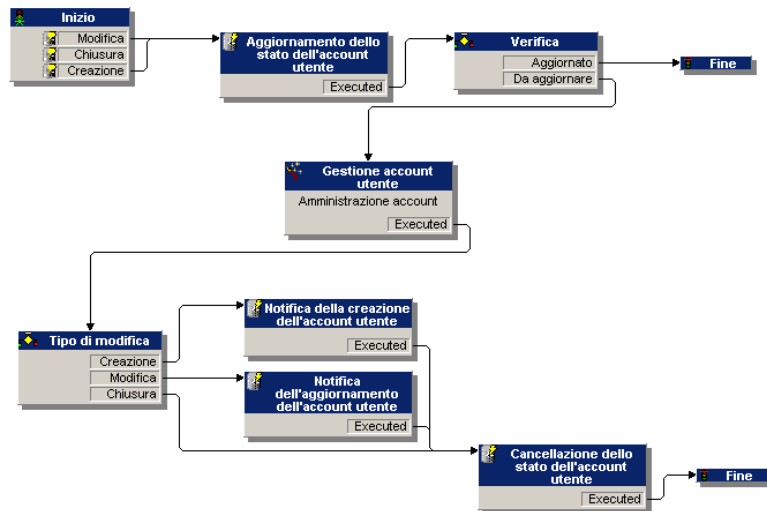 Inizio
Modifica
Chiusura
Creazione
Aggiornamento dello
stato dell'account
utente
Executed
Verifica
Aggiornato
Da aggiornare
Fine
Gestione account
utente
Amministrazione account
Executed
Tipo di modifica
Creazione
Modifica
Chiusura
Notifica della creazione
dell'account utente
Executed
Notifica
dell'aggiornamento
dell'account utente
Executed
Cancellazione dello
stato dell'account
utente
Executed
Fine